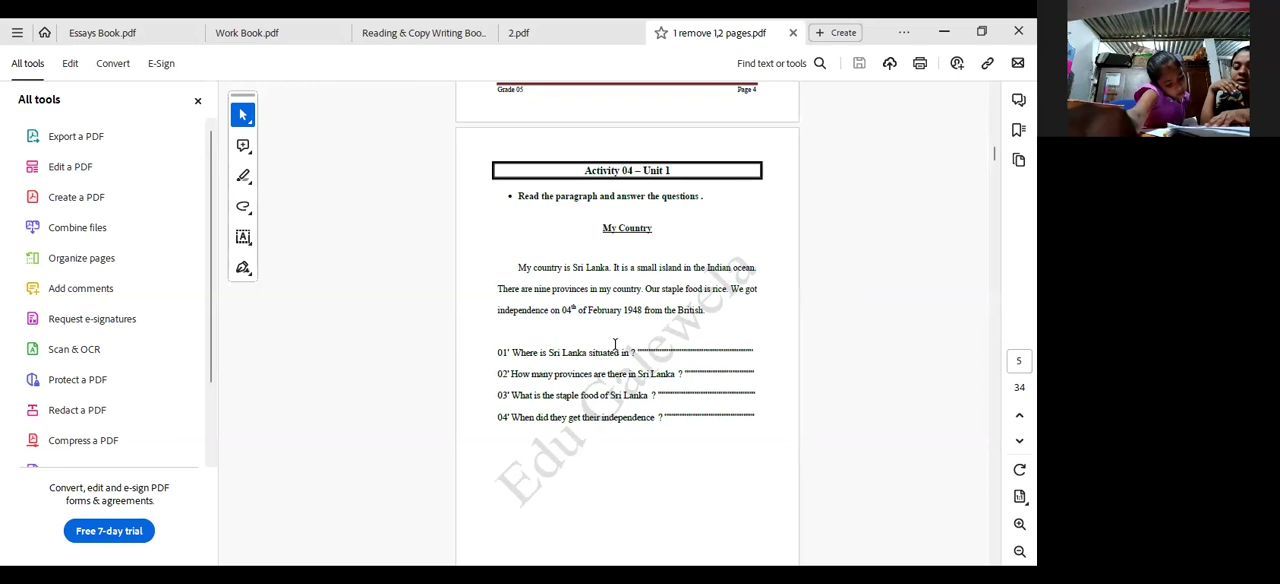 Essays Book.pdf
Work Book.pdf
Reading & Copy Writing Boo...
2.pdf
1 remove 1,2 pages.pdf
Create
All tools
Edit
Convert
E-Sign
Find text or tools
All tools
Export a PDF
Edit a PDF
Create a PDF
Combine files
Organize pages
Add comments
Request e-signatures
Scan & OCR
Protect a PDF
Redact a PDF
Compress a PDF
Convert, edit and e-sign PDF
forms & agreements.
Free 7-day trial
Grade 05 Page 4
Activity 04 – Unit 1
• Read the paragraph and answer the questions .
My Country
My country is Sri Lanka. It is a small island in the Indian ocean.
There are nine provinces in my country. Our staple food is rice. We got
independence on 04th of February 1948 from the British.
01' Where is Sri Lanka situated in ? """""""""""""""""""""""
02' How many provinces are there in Sri Lanka ? """"""""""""""
03' What is the staple food of Sri Lanka ? """""""""""""""""""
04' When did they get their independence ? """"""""""""""""""
Edu Galewela
5
34